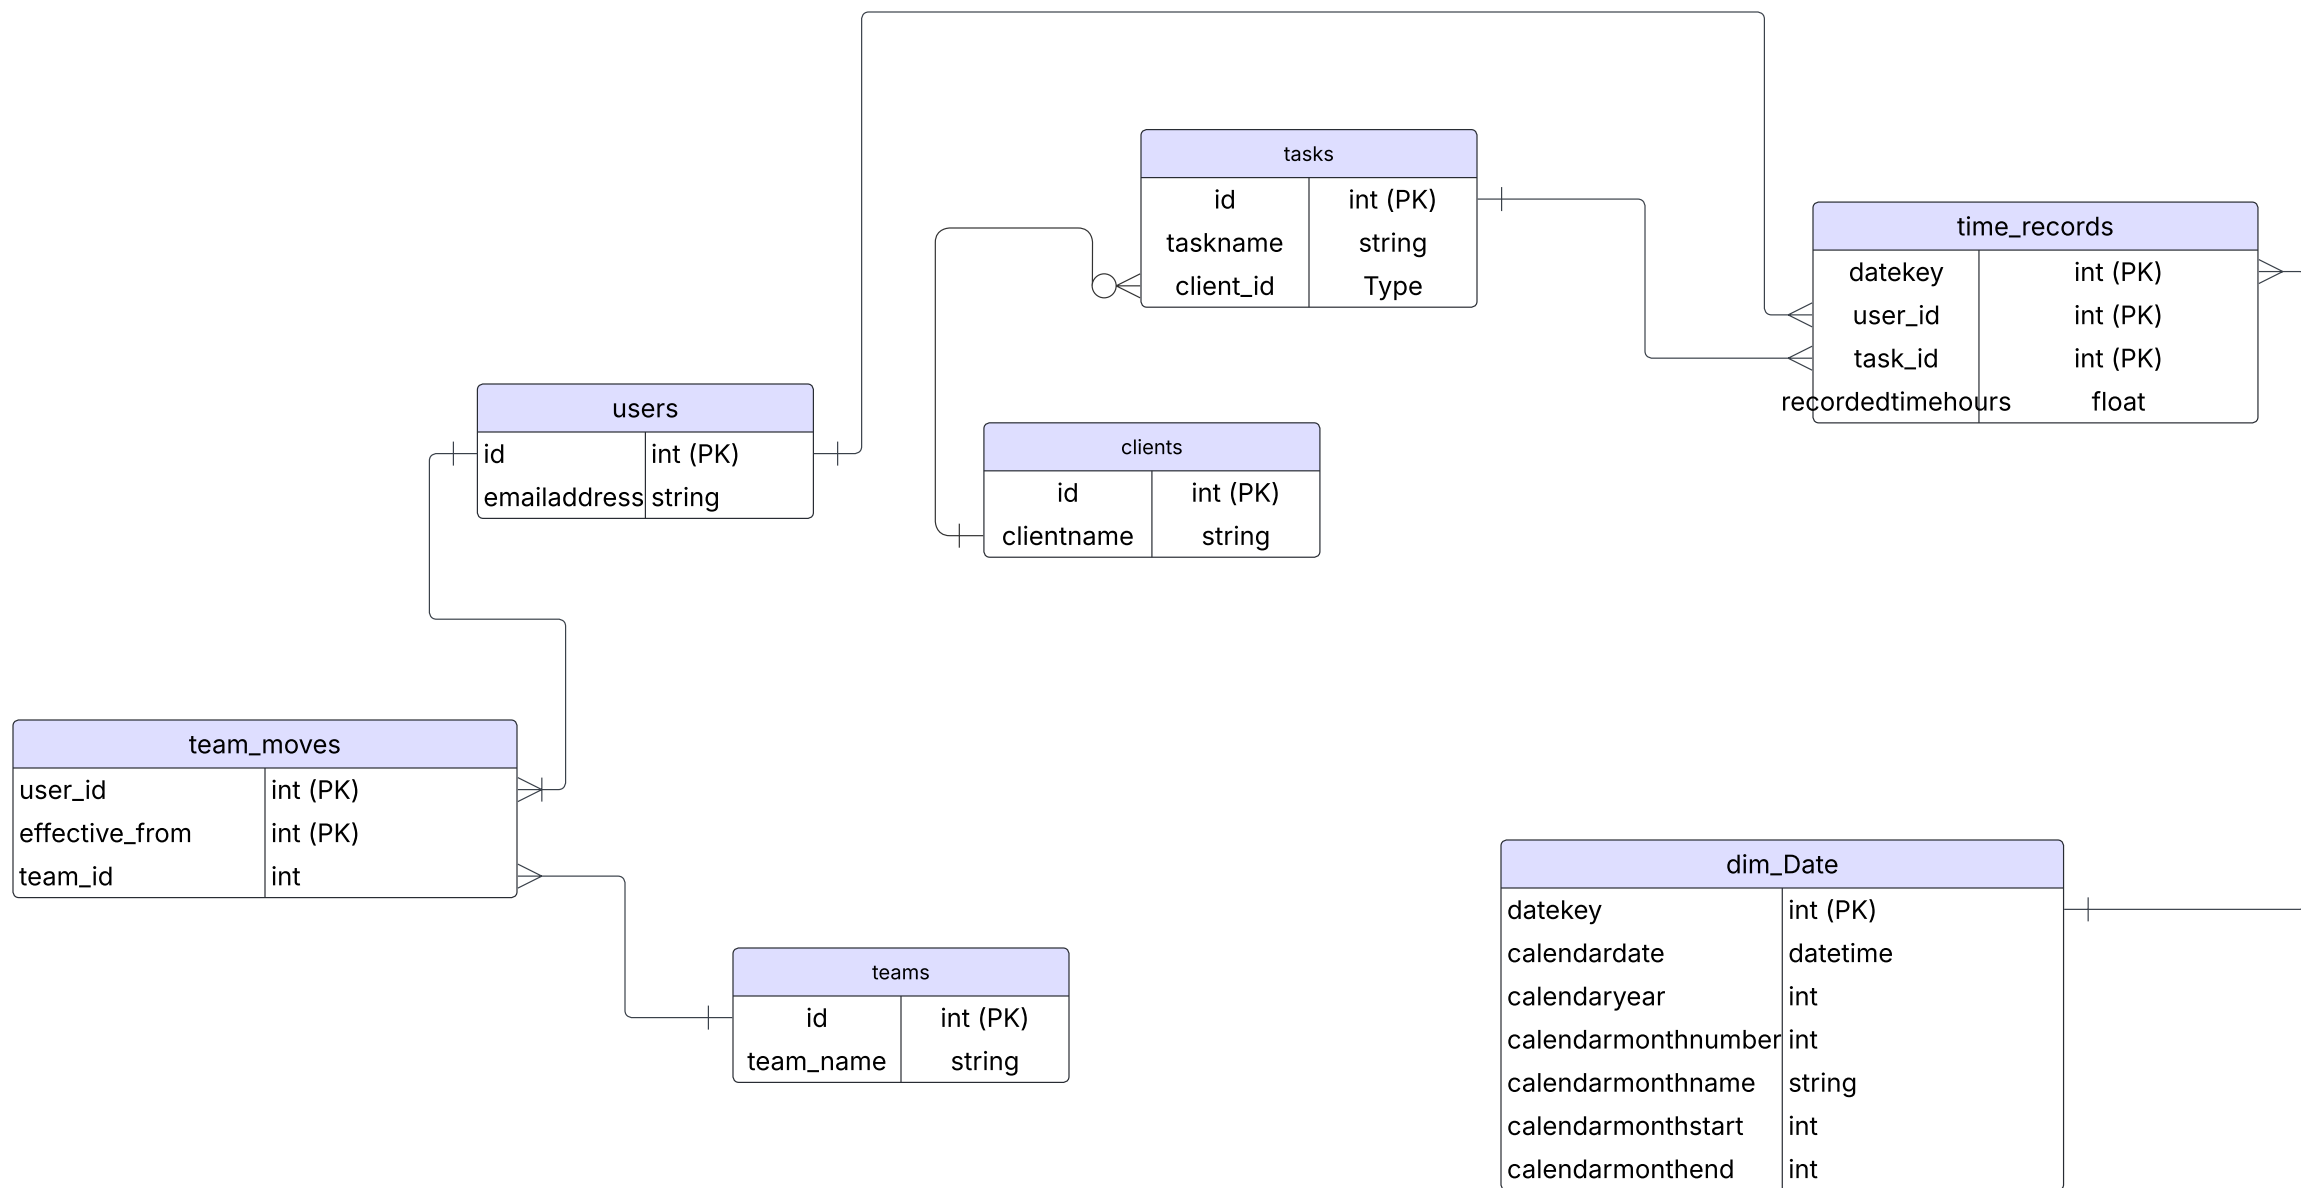 tasks
id int (PK)
taskname string
client_id Type
time_records
datekey int (PK)
user_id int (PK)
task_id int (PK)
recordedtimehours float
users
id int (PK)
emailaddress string
clients
id int (PK)
clientname string
team_moves
user_id int (PK)
effective_from int (PK)
team_id int
teams
id int (PK)
team_name string
dim_Date
datekey int (PK)
calendardate datetime
calendaryear int
calendarmonthnumber int
calendarmonthname string
calendarmonthstart int
calendarmonthend int